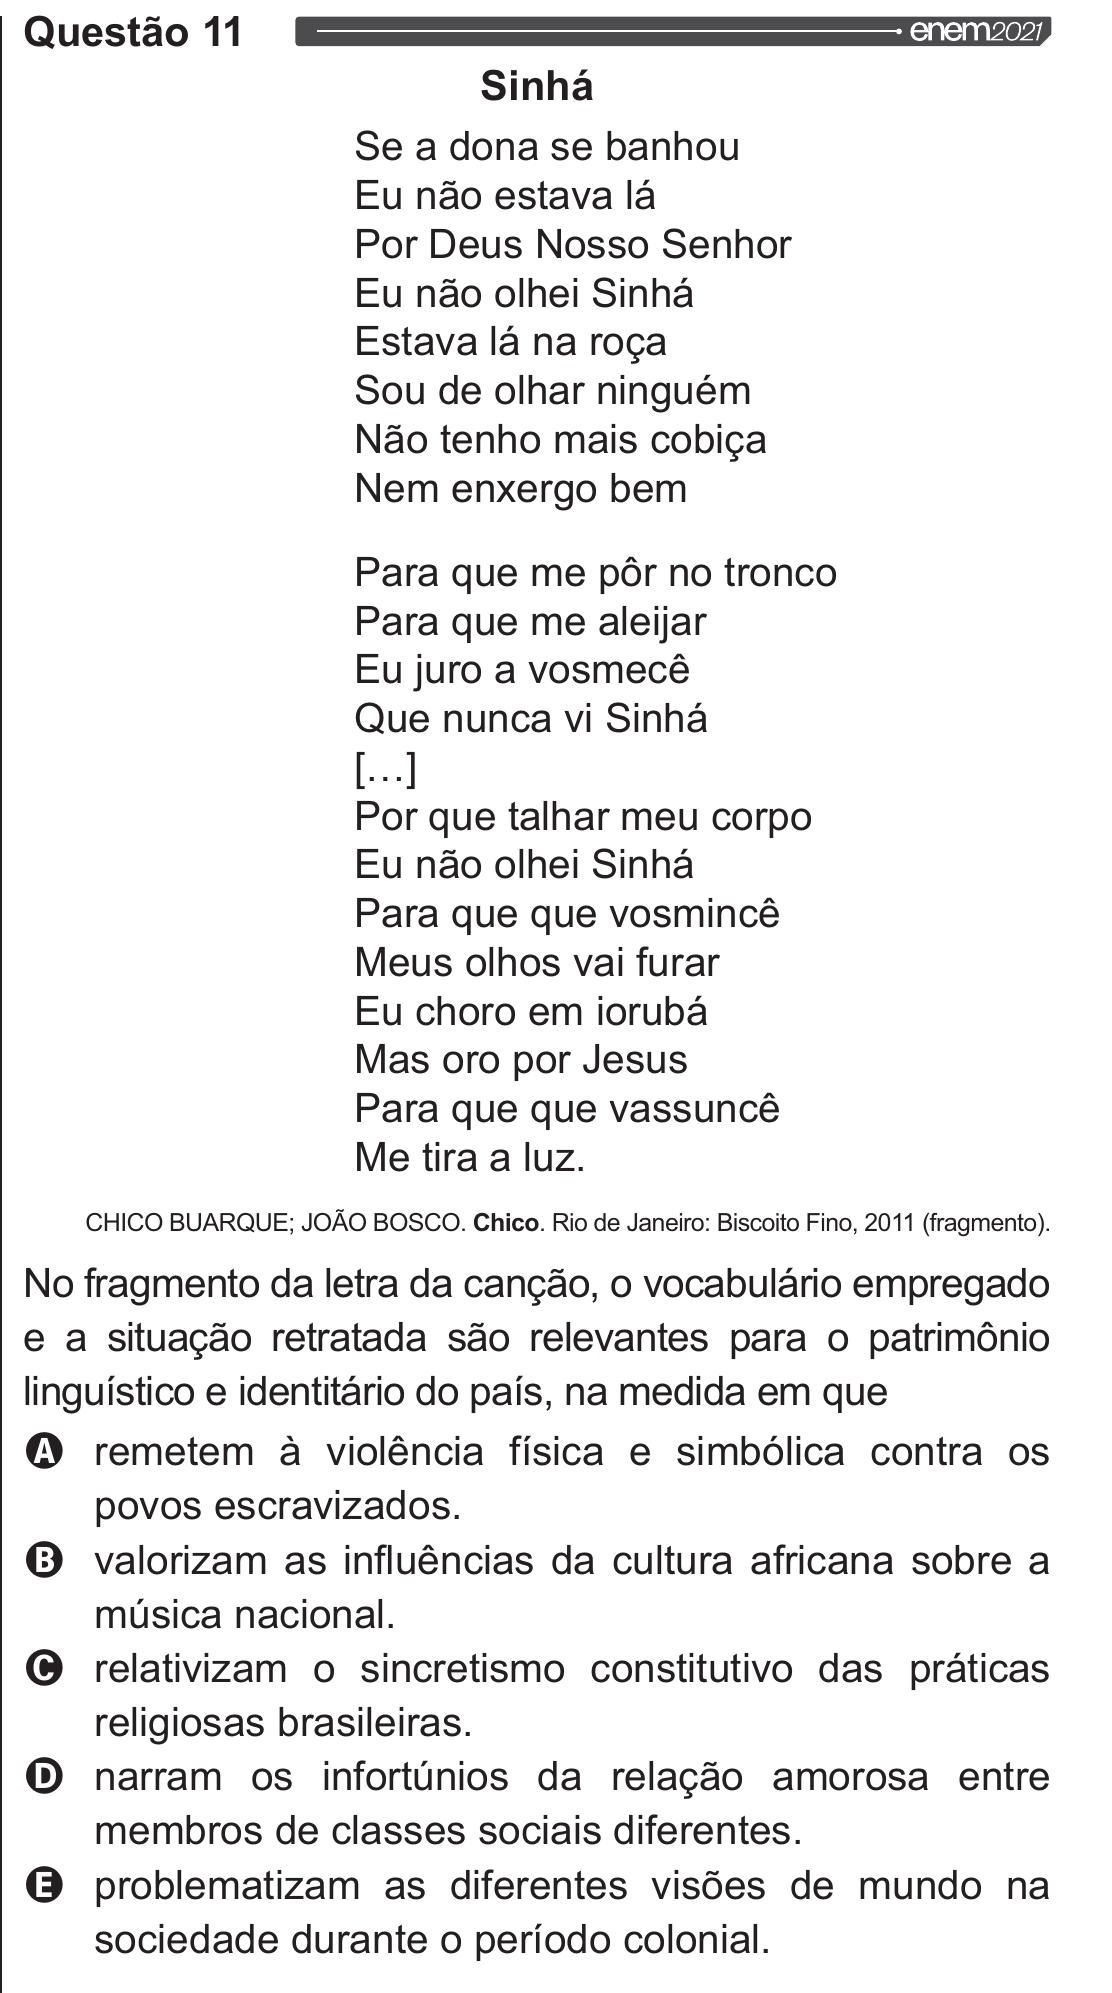 Questão 11
enem2021
Sinhá
Se a dona se banhou
Eu não estava lá
Por Deus Nosso Senhor
Eu não olhei Sinhá
Estava lá na roça
Sou de olhar ninguém
Não tenho mais cobiça
Nem enxergo bem
Para que me pôr no tronco
Para que me aleijar
Eu juro a vosmecê
Que nunca vi Sinhá
[…]
Por que talhar meu corpo
Eu não olhei Sinhá
Para que que vosmincê
Meus olhos vai furar
Eu choro em iorubá
Mas oro por Jesus
Para que que vassuncê
Me tira a luz.
CHICO BUARQUE; JOÃO BOSCO. Chico. Rio de Janeiro: Biscoito Fino, 2011 (fragmento).
No fragmento da letra da canção, o vocabulário empregado
e a situação retratada são relevantes para o patrimônio
linguístico e identitário do país, na medida em que
A remetem à violência física e simbólica contra os
povos escravizados.
B valorizam as influências da cultura africana sobre a
música nacional.
C relativizam o sincretismo constitutivo das práticas
religiosas brasileiras.
D narram os infortúnios da relação amorosa entre
membros de classes sociais diferentes.
E problematizam as diferentes visões de mundo na
sociedade durante o período colonial.